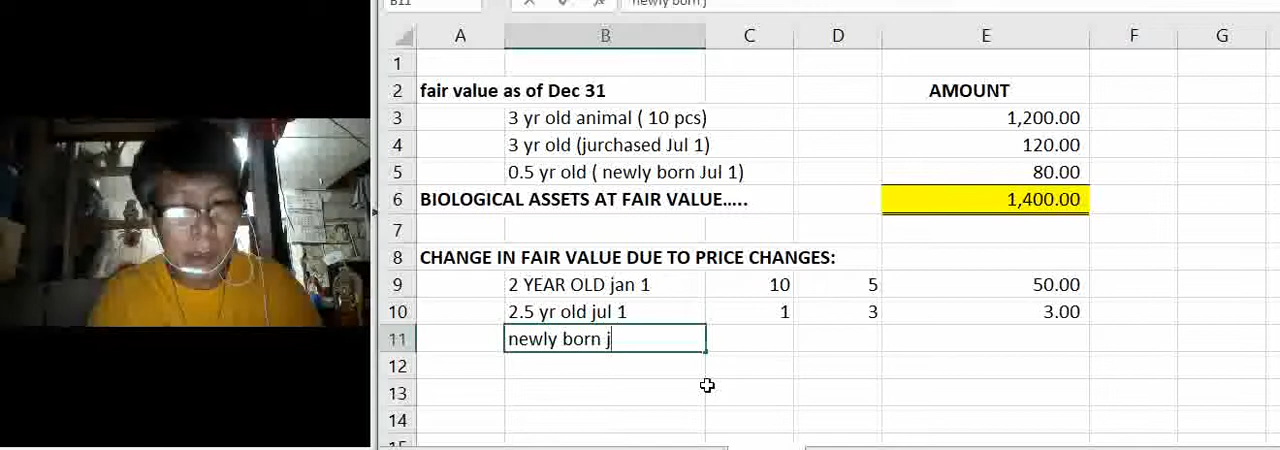 B11 newly born j
A B C D E F G
1
2 fair value as of Dec 31 AMOUNT
3 3 yr old animal ( 10 pcs) 1,200.00
4 3 yr old (jurchased Jul 1) 120.00
5 0.5 yr old ( newly born Jul 1) 80.00
6 BIOLOGICAL ASSETS AT FAIR VALUE..... 1,400.00
7
8 CHANGE IN FAIR VALUE DUE TO PRICE CHANGES:
9 2 YEAR OLD jan 1 10 5 50.00
10 2.5 yr old jul 1 1 3 3.00
11 newly born j
12
13
14
15